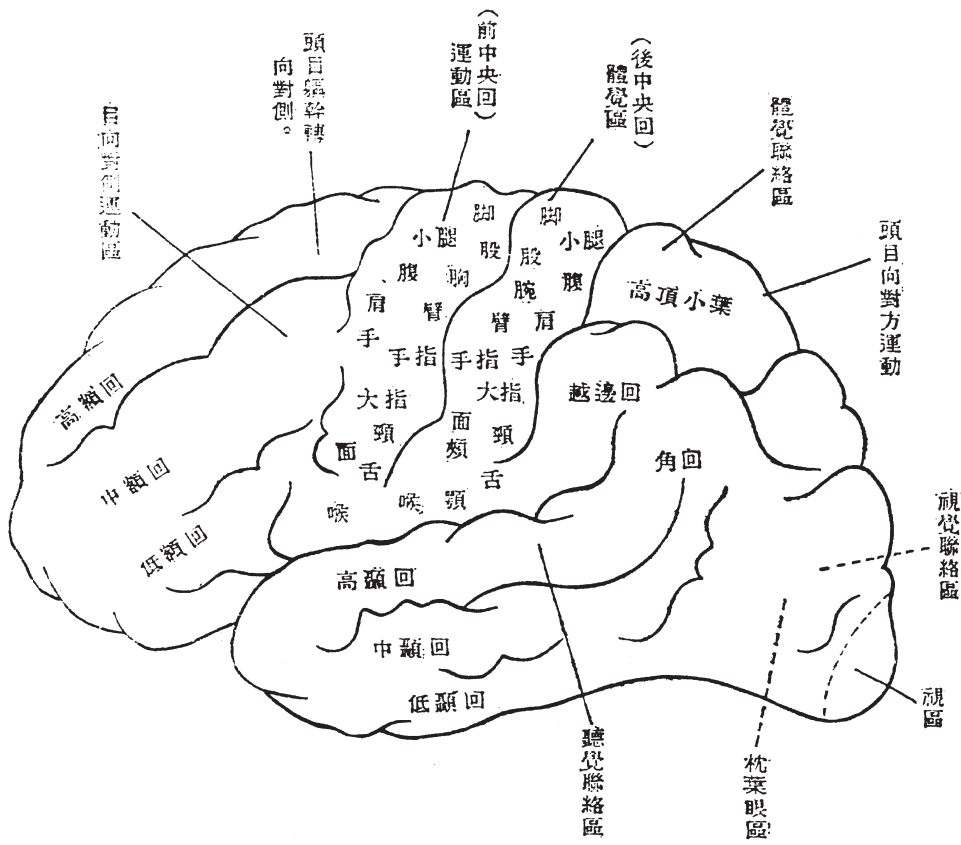 (前中央回)
運動區
(後中央回)
體覺區
頭目軀幹轉
向對側。
目向對側運動區
體覺聯絡區
頭目向對方運動
腳
小腿
股
腹
胸
肩
臂
手
手指
大指
頸
面
舌
喉
腳
小腿
股
腹
腕
臂
肩
手指
手
大指
面
頸
頰
舌
喉
顎
高頂小葉
越邊回
角回
高額回
中額回
低額回
高顳回
中顳回
低顳回
視覺聯絡區
視區
枕葉眼區
聽覺聯絡區